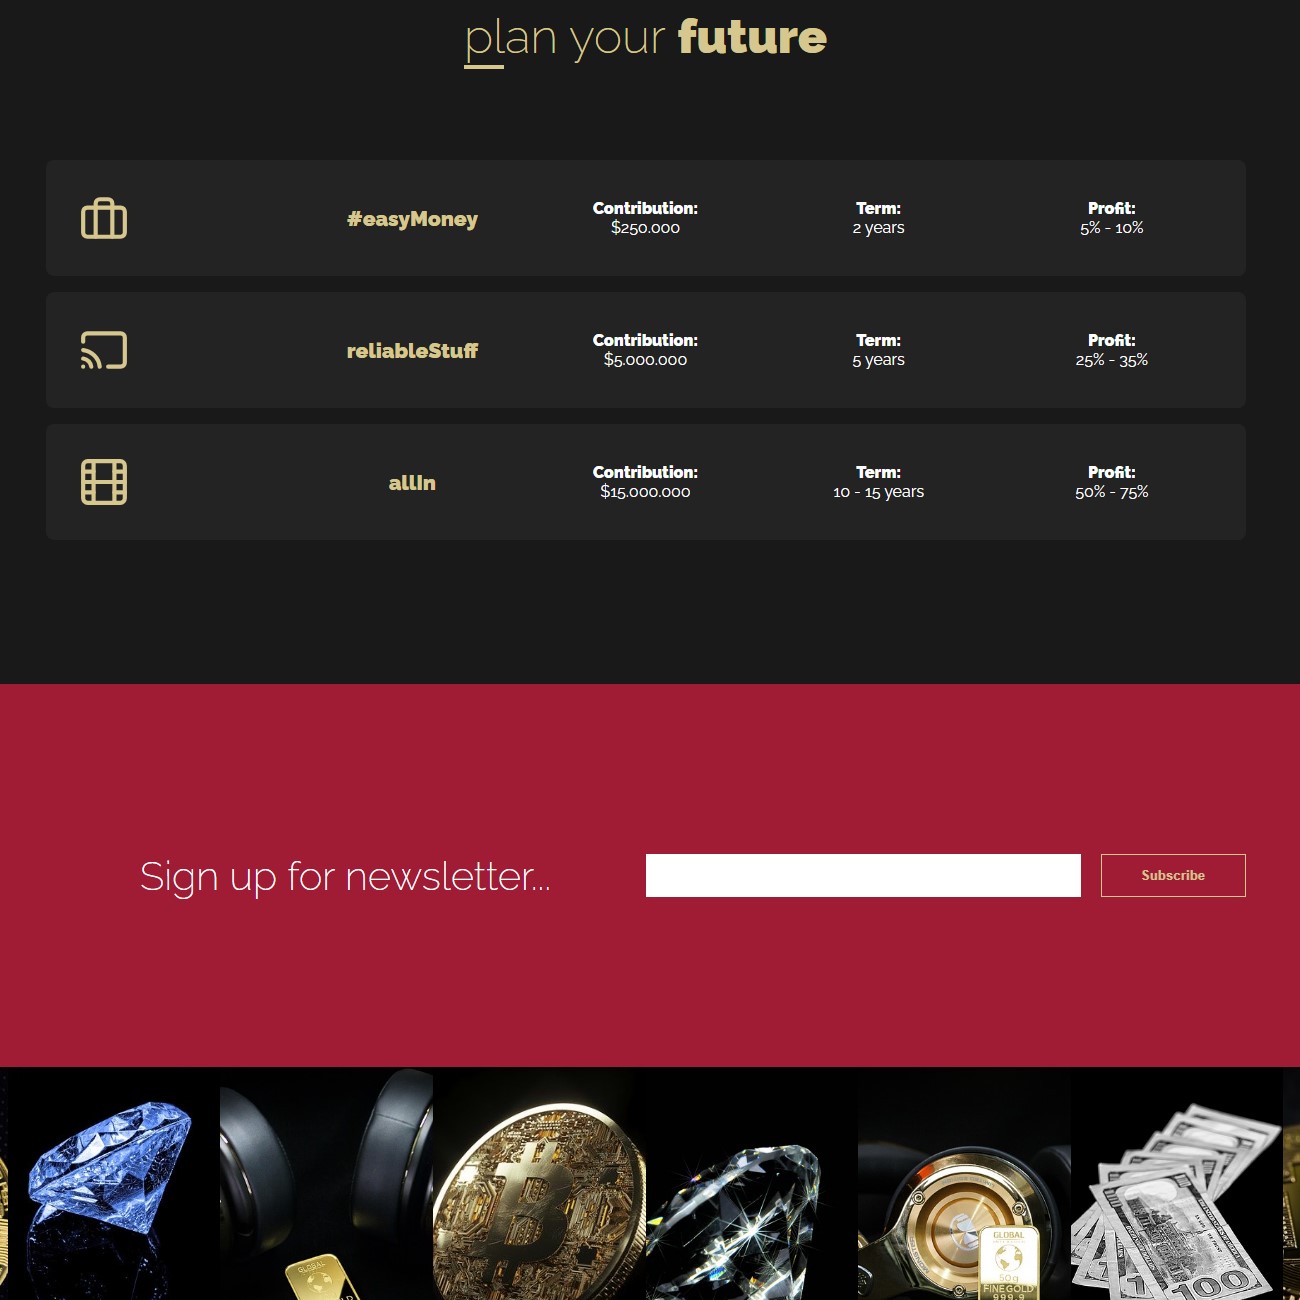 plan your future
#easyMoney
Contribution:
$250.000
Term:
2 years
Profit:
5% - 10%
reliableStuff
Contribution:
$5.000.000
Term:
5 years
Profit:
25% - 35%
allIn
Contribution:
$15.000.000
Term:
10 - 15 years
Profit:
50% - 75%
Sign up for newsletter...
Subscribe
GLOBAL
GLOBAL
50g
FINE GOLD
999.9
100